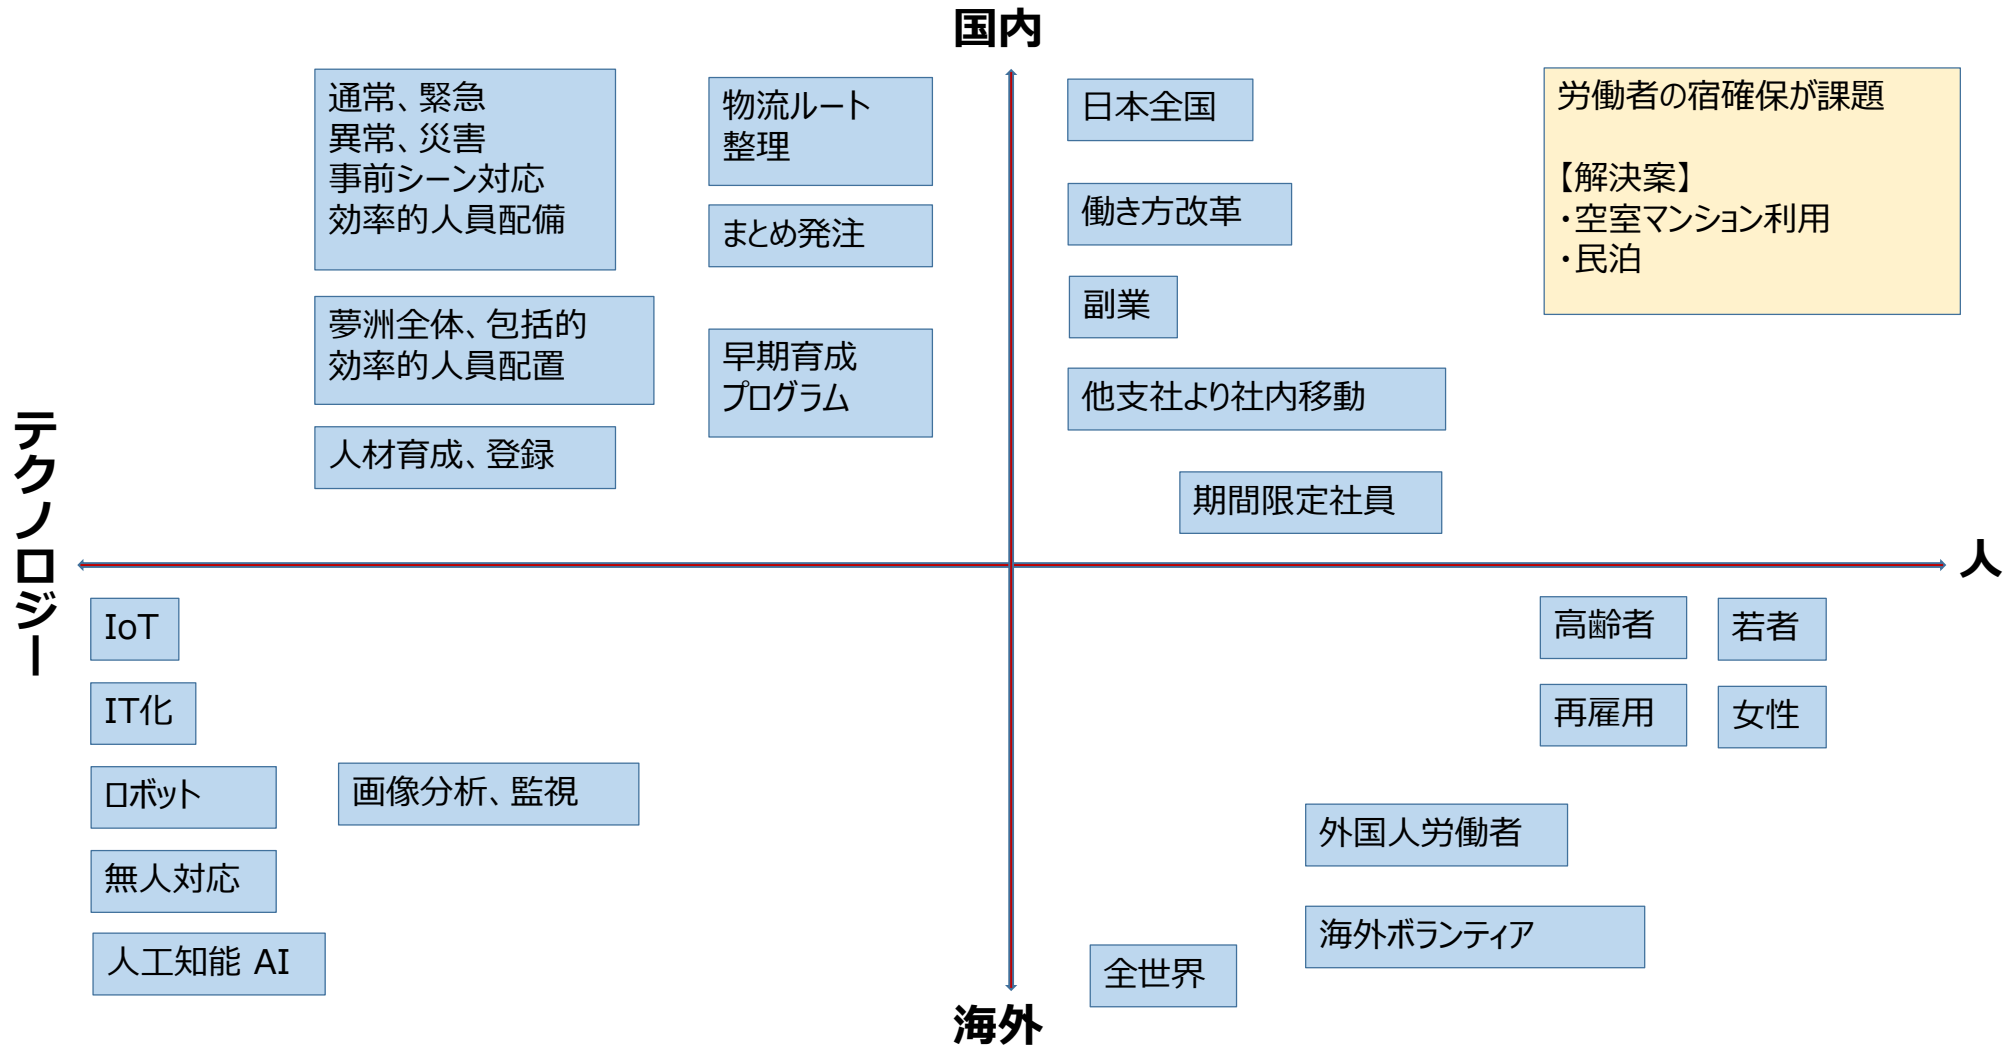 国内
通常、緊急
異常、災害
事前シーン対応
効率的人員配備
物流ルート
整理
日本全国
労働者の宿確保が課題
【解決案】
・空室マンション利用
・民泊
働き方改革
まとめ発注
副業
夢洲全体、包括的
効率的人員配置
早期育成
プログラム
他支社より社内移動
人材育成、登録
期間限定社員
テクノロジー
人
IoT
高齢者
若者
IT化
再雇用
女性
ロボット
画像分析、監視
外国人労働者
無人対応
海外ボランティア
人工知能 AI
全世界
海外